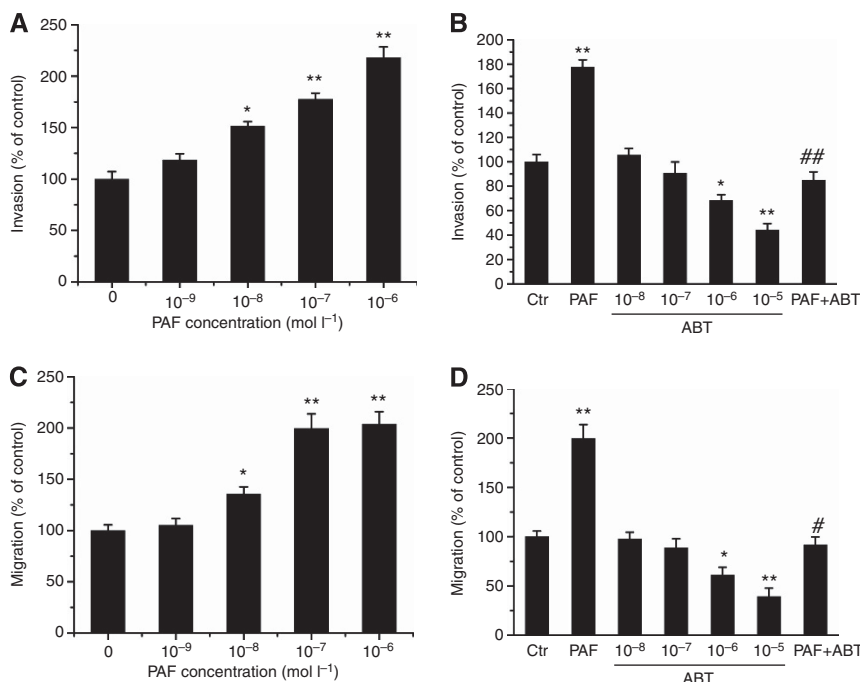 A
Invasion (% of control)
250
200
150
100
50
0
*
**
**
0 10⁻⁹ 10⁻⁸ 10⁻⁷ 10⁻⁶
PAF concentration (mol l⁻¹)
B
Invasion (% of control)
200
180
160
140
120
100
80
60
40
20
0
**
*
**
##
Ctr PAF 10⁻⁸ 10⁻⁷ 10⁻⁶ 10⁻⁵ PAF+ABT
ABT
C
Migration (% of control)
250
200
150
100
50
0
*
**
**
0 10⁻⁹ 10⁻⁸ 10⁻⁷ 10⁻⁶
PAF concentration (mol l⁻¹)
D
Migration (% of control)
250
200
150
100
50
0
**
*
**
#
Ctr PAF 10⁻⁸ 10⁻⁷ 10⁻⁶ 10⁻⁵ PAF+ABT
ABT